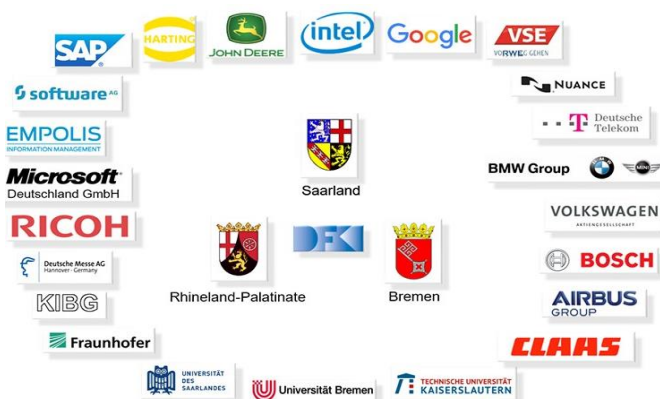 SAP
HARTING
JOHN DEERE
intel
Google
VSE
VORWEG GEHEN
software AG
NUANCE
EMPOLIS
INFORMATION MANAGEMENT
Deutsche
Telekom
T
Microsoft
Deutschland GmbH
Saarland
BMW Group
MINI
RICOH
VOLKSWAGEN
AKTIENGESELLSCHAFT
DFKI
Deutsche Messe AG
Hannover · Germany
BOSCH
Rhineland-Palatinate
Bremen
KIBG
AIRBUS
GROUP
Fraunhofer
CLAAS
UNIVERSITÄT
DES
SAARLANDES
Universität Bremen
TECHNISCHE UNIVERSITÄT
KAISERSLAUTERN